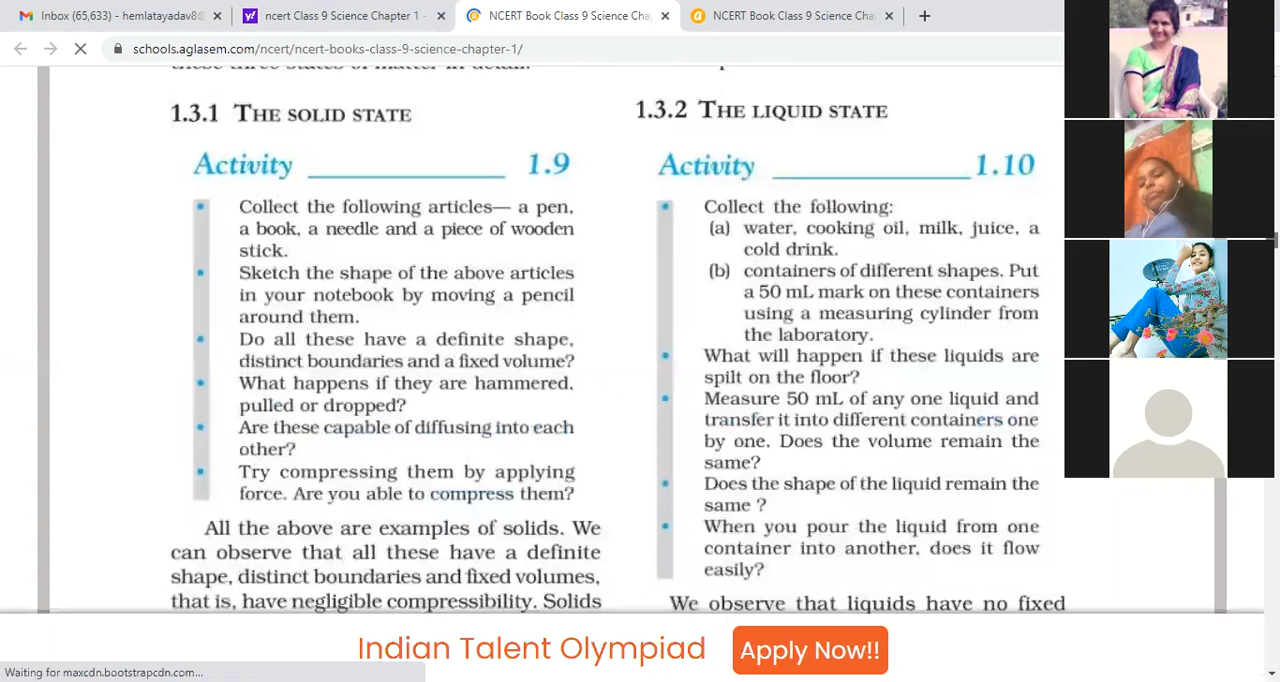 Inbox (65,633) - hemlatayadav8@
ncert Class 9 Science Chapter 1 -
NCERT Book Class 9 Science Cha
NCERT Book Class 9 Science Cha
schools.aglasem.com/ncert/ncert-books-class-9-science-chapter-1/
these three states of matter in detail.
1.3.1 THE SOLID STATE
Activity 1.9
• Collect the following articles— a pen,
a book, a needle and a piece of wooden
stick.
• Sketch the shape of the above articles
in your notebook by moving a pencil
around them.
• Do all these have a definite shape,
distinct boundaries and a fixed volume?
• What happens if they are hammered,
pulled or dropped?
• Are these capable of diffusing into each
other?
• Try compressing them by applying
force. Are you able to compress them?
All the above are examples of solids. We
can observe that all these have a definite
shape, distinct boundaries and fixed volumes,
that is, have negligible compressibility. Solids
1.3.2 THE LIQUID STATE
Activity 1.10
• Collect the following:
(a) water, cooking oil, milk, juice, a
cold drink.
(b) containers of different shapes. Put
a 50 mL mark on these containers
using a measuring cylinder from
the laboratory.
• What will happen if these liquids are
spilt on the floor?
• Measure 50 mL of any one liquid and
transfer it into different containers one
by one. Does the volume remain the
same?
• Does the shape of the liquid remain the
same ?
• When you pour the liquid from one
container into another, does it flow
easily?
We observe that liquids have no fixed
Indian Talent Olympiad
Apply Now!!
Waiting for maxcdn.bootstrapcdn.com...